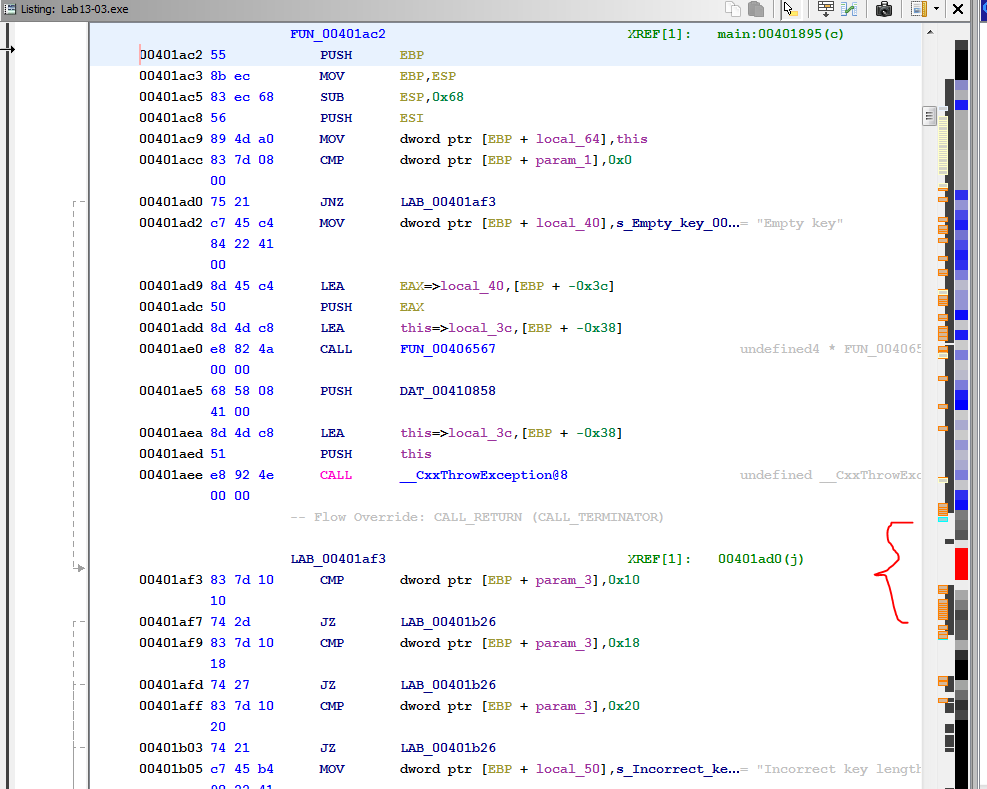 Listing: Lab13-03.exe
FUN_00401ac2 XREF[1]: main:00401895(c)
00401ac2 55 PUSH EBP
00401ac3 8b ec MOV EBP,ESP
00401ac5 83 ec 68 SUB ESP,0x68
00401ac8 56 PUSH ESI
00401ac9 89 4d a0 MOV dword ptr [EBP + local_64],this
00401acc 83 7d 08 CMP dword ptr [EBP + param_1],0x0
00
00401ad0 75 21 JNZ LAB_00401af3
00401ad2 c7 45 c4 MOV dword ptr [EBP + local_40],s_Empty_key_00...= "Empty key"
84 22 41
00
00401ad9 8d 45 c4 LEA EAX=>local_40,[EBP + -0x3c]
00401adc 50 PUSH EAX
00401add 8d 4d c8 LEA this=>local_3c,[EBP + -0x38]
00401ae0 e8 82 4a CALL FUN_00406567 undefined4 * FUN_004065
00 00
00401ae5 68 58 08 PUSH DAT_00410858
41 00
00401aea 8d 4d c8 LEA this=>local_3c,[EBP + -0x38]
00401aed 51 PUSH this
00401aee e8 92 4e CALL __CxxThrowException@8 undefined __CxxThrowExc
00 00
-- Flow Override: CALL_RETURN (CALL_TERMINATOR)
LAB_00401af3 XREF[1]: 00401ad0(j)
00401af3 83 7d 10 CMP dword ptr [EBP + param_3],0x10
10
00401af7 74 2d JZ LAB_00401b26
00401af9 83 7d 10 CMP dword ptr [EBP + param_3],0x18
18
00401afd 74 27 JZ LAB_00401b26
00401aff 83 7d 10 CMP dword ptr [EBP + param_3],0x20
20
00401b03 74 21 JZ LAB_00401b26
00401b05 c7 45 b4 MOV dword ptr [EBP + local_50],s_Incorrect_ke...= "Incorrect key length